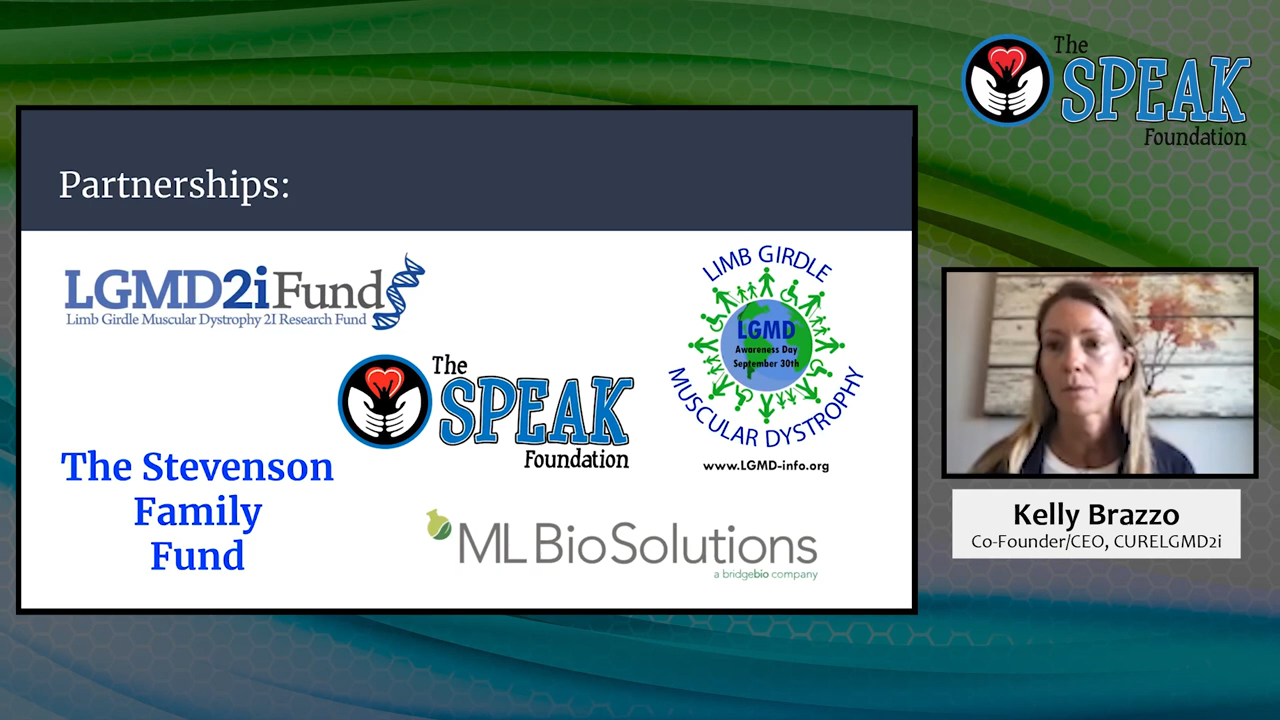 The
SPEAK
Foundation
Partnerships:
LGMD2iFund
Limb Girdle Muscular Dystrophy 2I Research Fund
LIMB GIRDLE
LGMD
Awareness Day
September 30th
MUSCULAR DYSTROPHY
www.LGMD-info.org
The
SPEAK
Foundation
The Stevenson
Family
Fund
ML BioSolutions
a bridgebio company
Kelly Brazzo
Co-Founder/CEO, CURELGMD2i